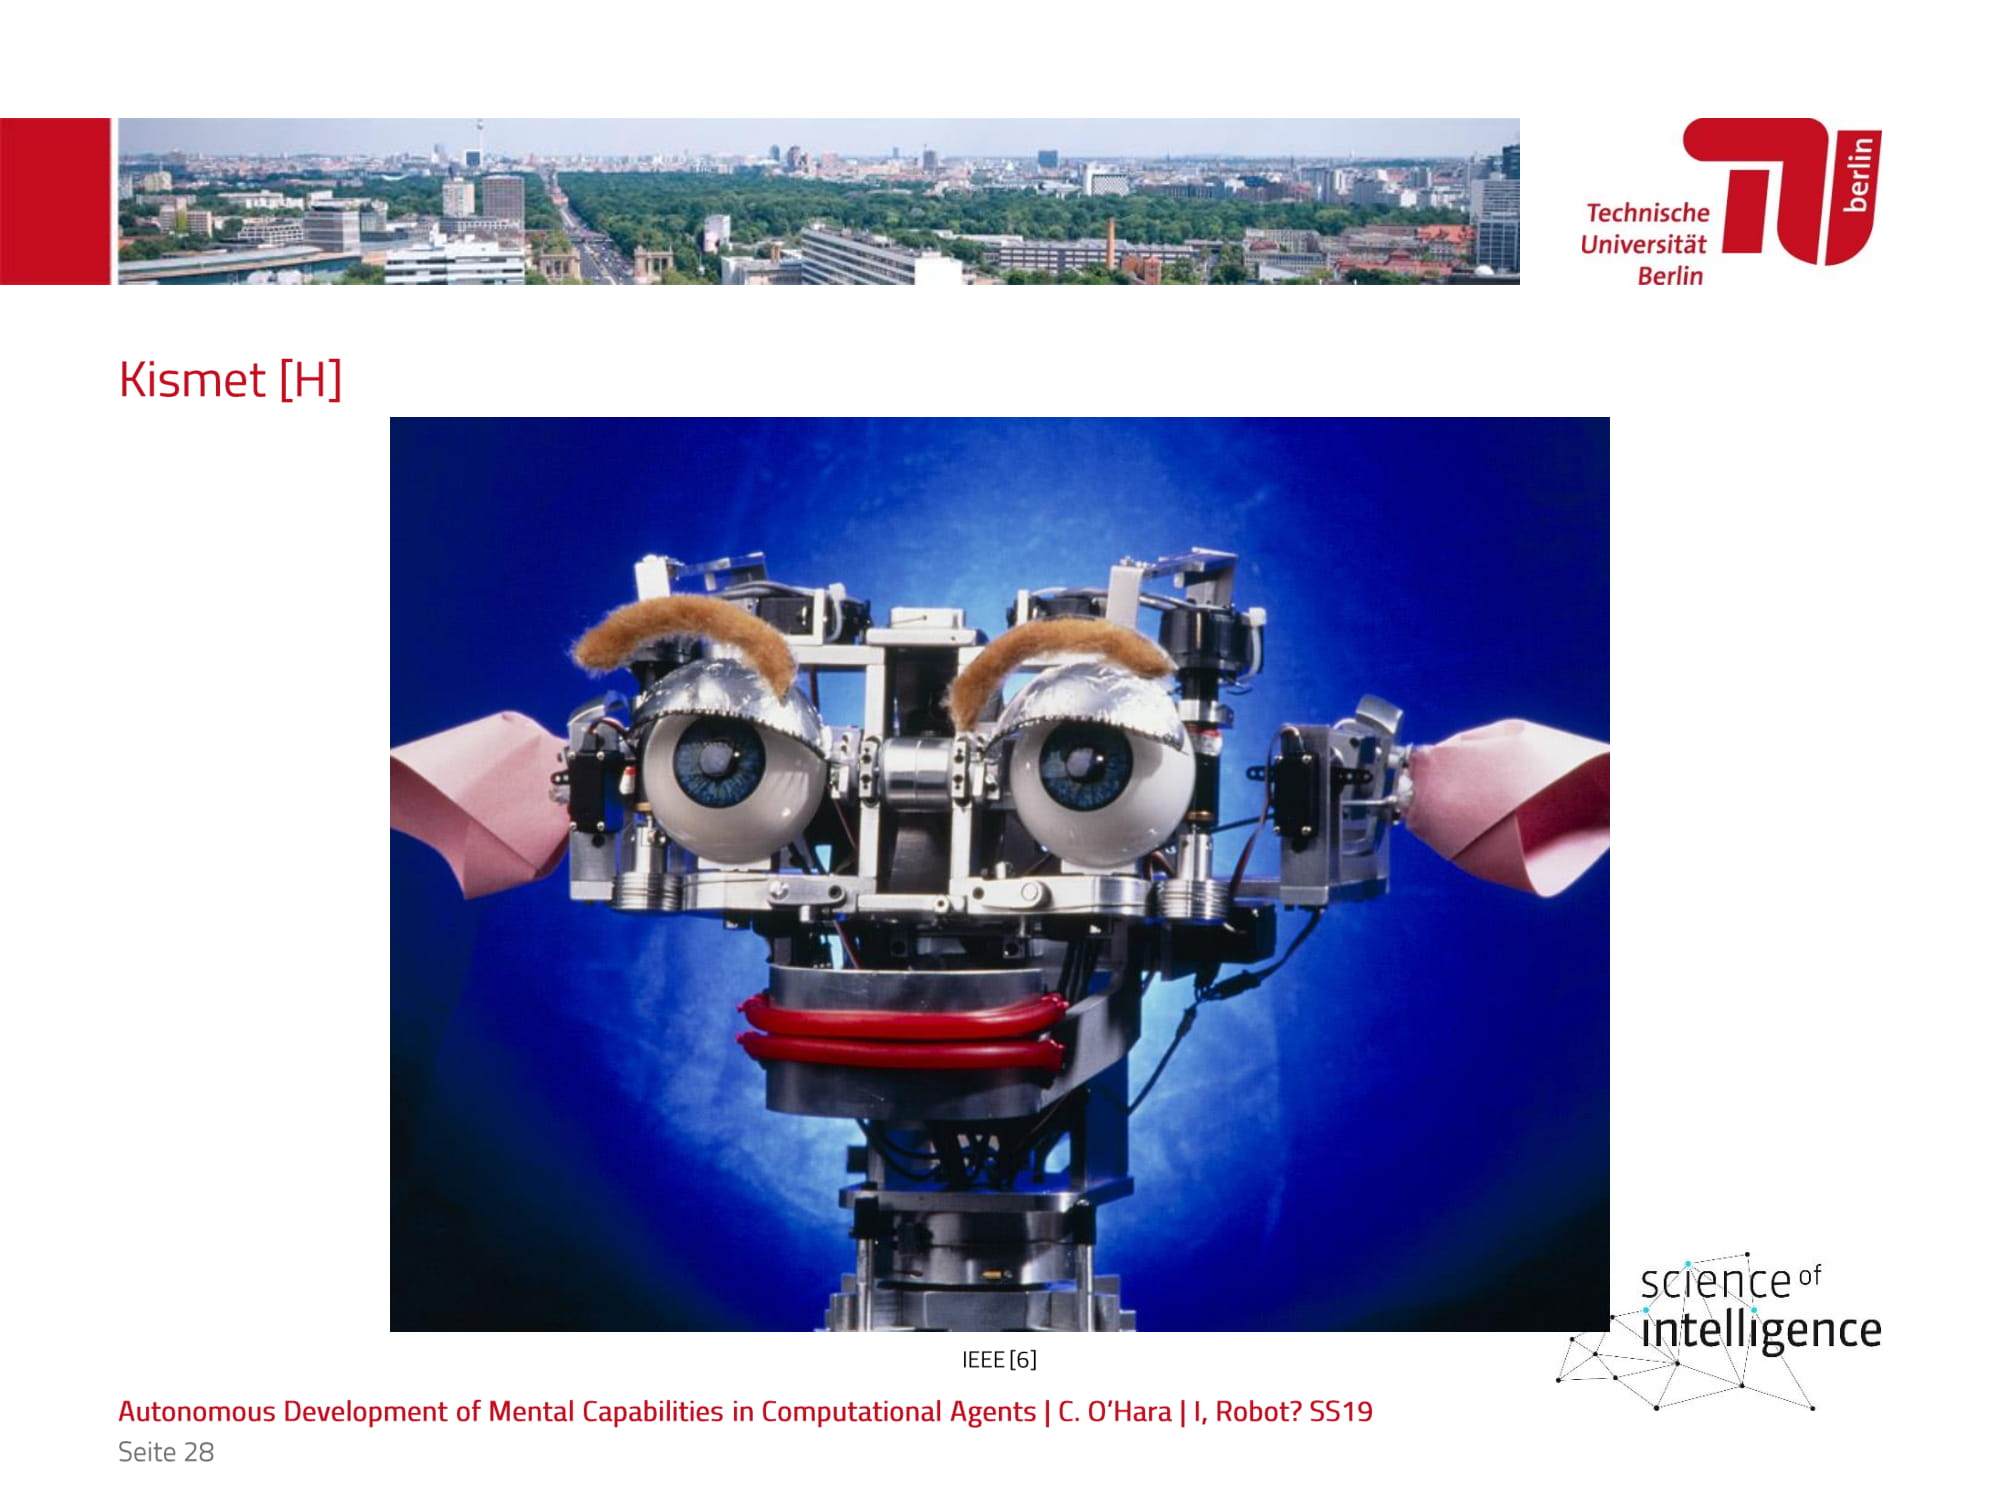 Technische
Universität
Berlin
berlin
Kismet [H]
IEEE [6]
science of
intelligence
Autonomous Development of Mental Capabilities in Computational Agents | C. O'Hara | I, Robot? SS19
Seite 28